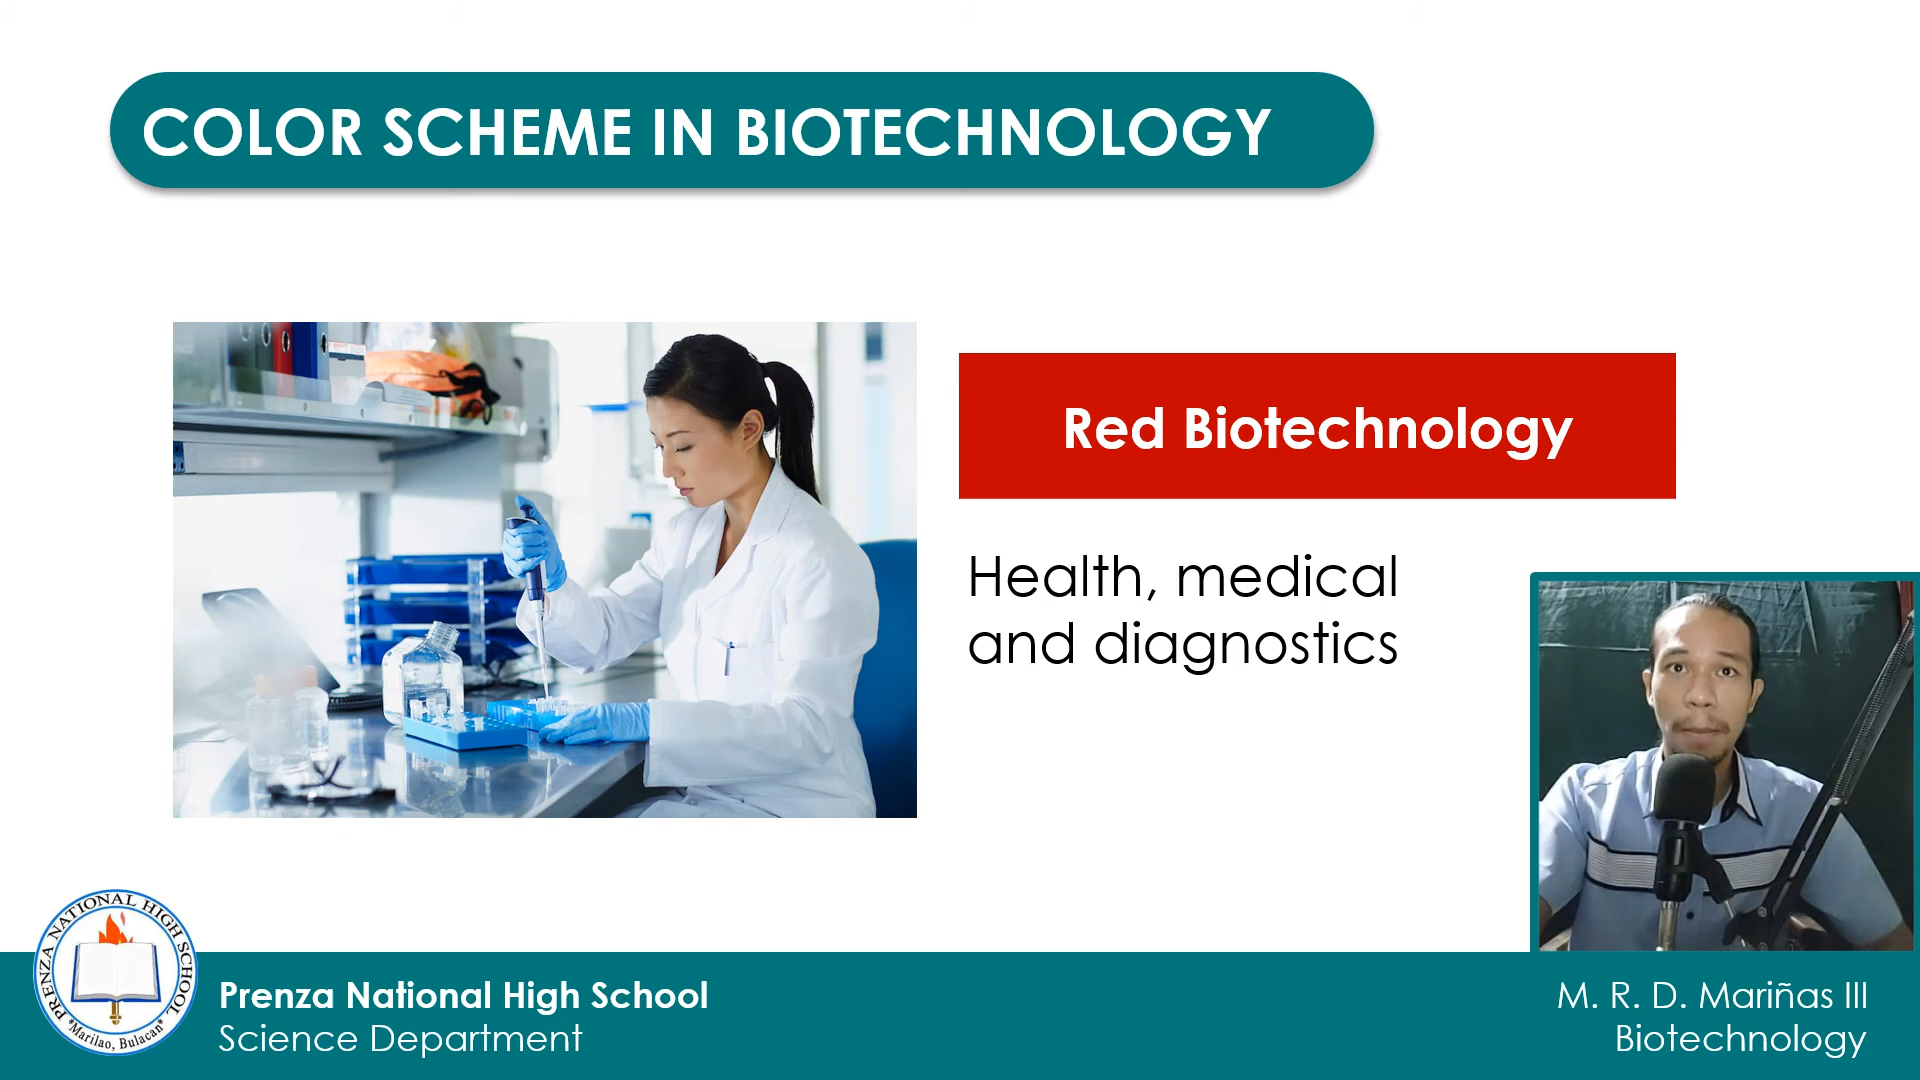 COLOR SCHEME IN BIOTECHNOLOGY
Red Biotechnology
Health, medical
and diagnostics
PRENZA NATIONAL HIGH SCHOOL
*Marilao, Bulacan*
Prenza National High School
Science Department
M. R. D. Mariñas III
Biotechnology